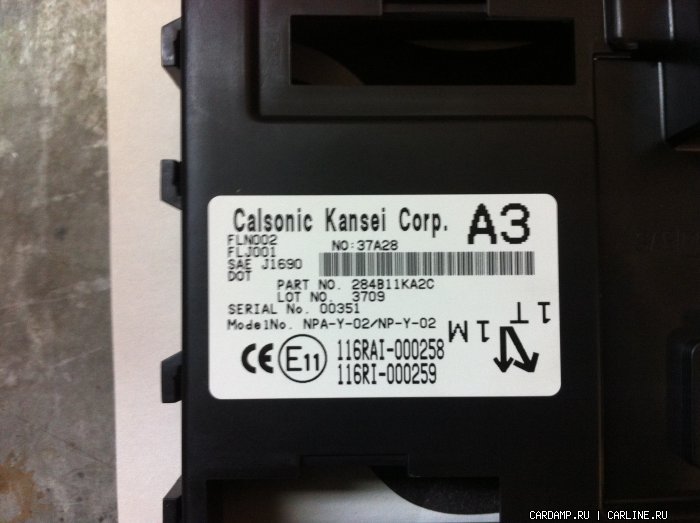 Calsonic Kansei Corp. A3
FLN002 NO:37A28
FLJ001
SAE J1690
DOT
PART NO. 284B11KA2C
LOT NO. 3709
SERIAL NO. 00351
ModelNo. NPA-Y-02/NP-Y-02
1T
1M
CE E11 116RAI-000258
116RI-000259
CARDAMP.RU | CARLINE.RU